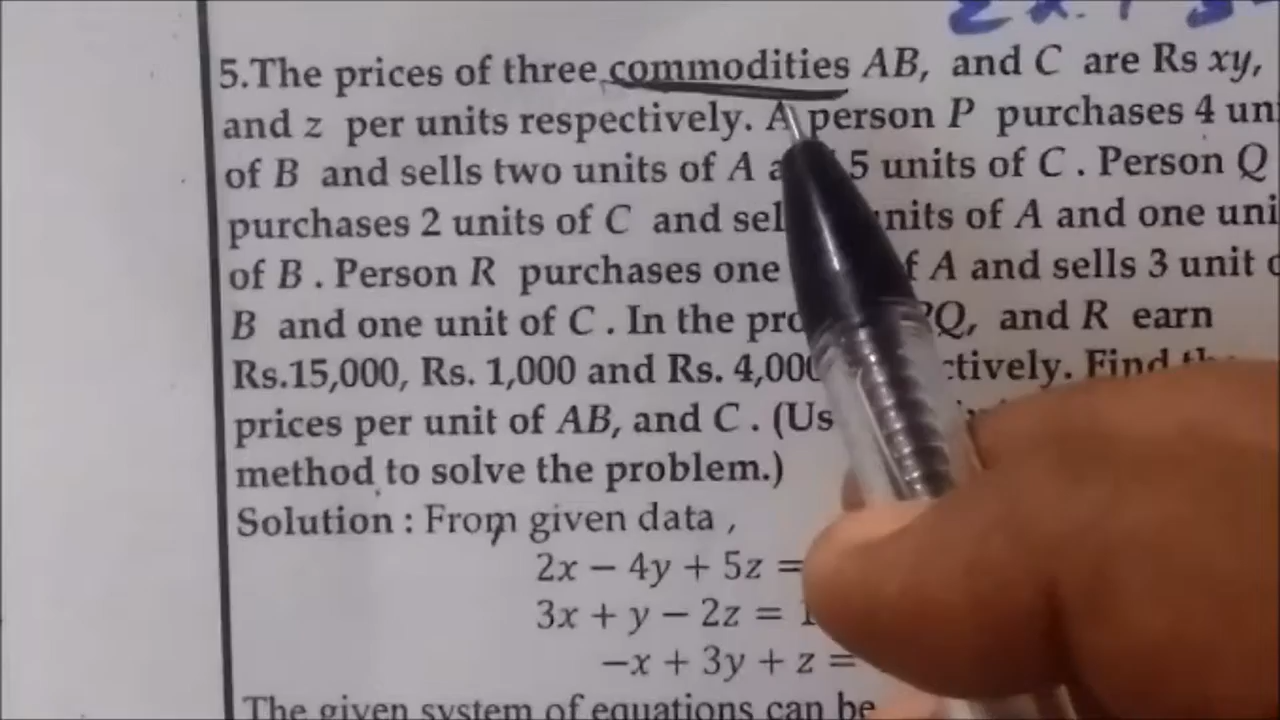 5.The prices of three commodities AB, and C are Rs xy,
and z per units respectively. A person P purchases 4 un
of B and sells two units of A a 5 units of C . Person Q
purchases 2 units of C and sel nits of A and one uni
of B . Person R purchases one f A and sells 3 unit o
B and one unit of C . In the pro PQ, and R earn
Rs.15,000, Rs. 1,000 and Rs. 4,000 ctively. Find th
prices per unit of AB, and C . (Us
method to solve the problem.)
Solution : From given data ,
2x − 4y + 5z =
3x + y − 2z = 1
−x + 3y + z =
The given system of equations can be